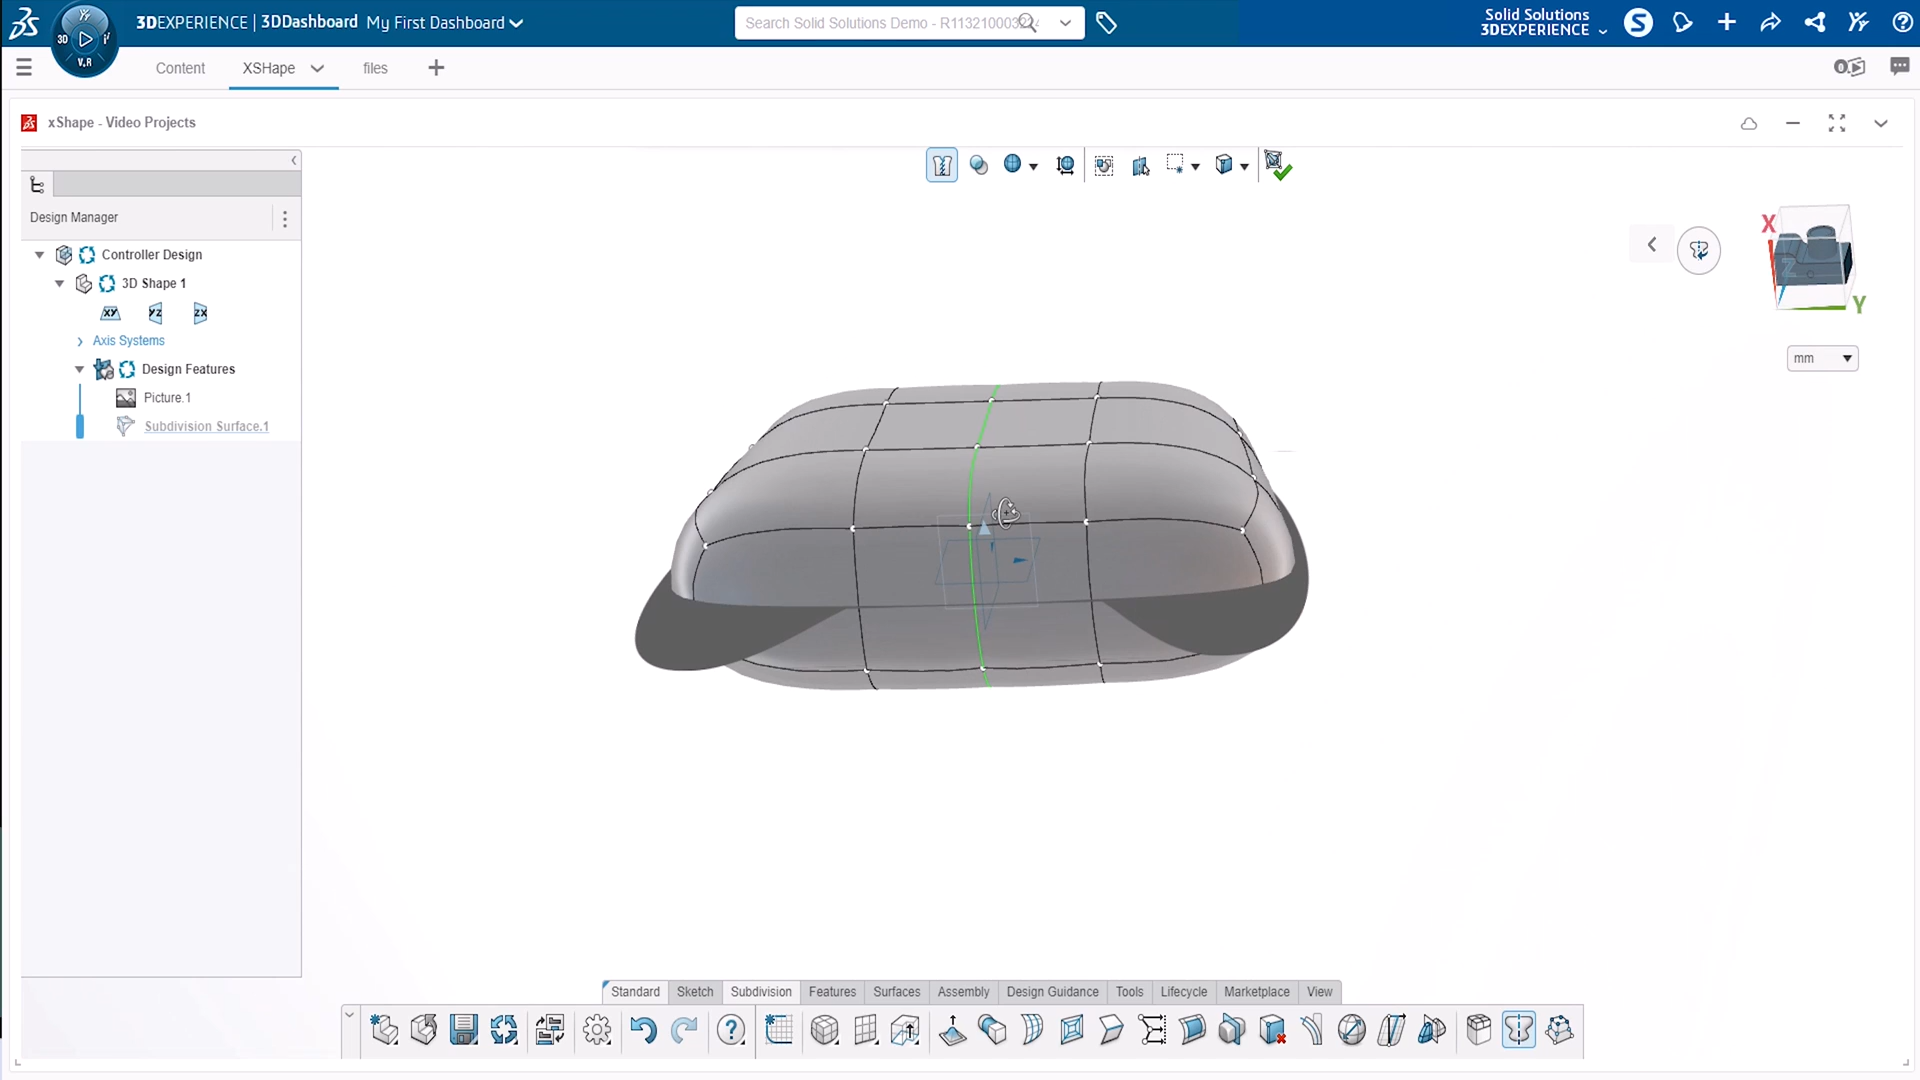 3DEXPERIENCE | 3DDashboard My First Dashboard
Search Solid Solutions Demo - R1132100032
Solid Solutions
3DEXPERIENCE
3D
V.R
Content
XSHape
files
xShape - Video Projects
Design Manager
Controller Design
3D Shape 1
XY
YZ
ZX
Axis Systems
Design Features
Picture.1
Subdivision Surface.1
X
Z
Y
mm
Standard
Sketch
Subdivision
Features
Surfaces
Assembly
Design Guidance
Tools
Lifecycle
Marketplace
View